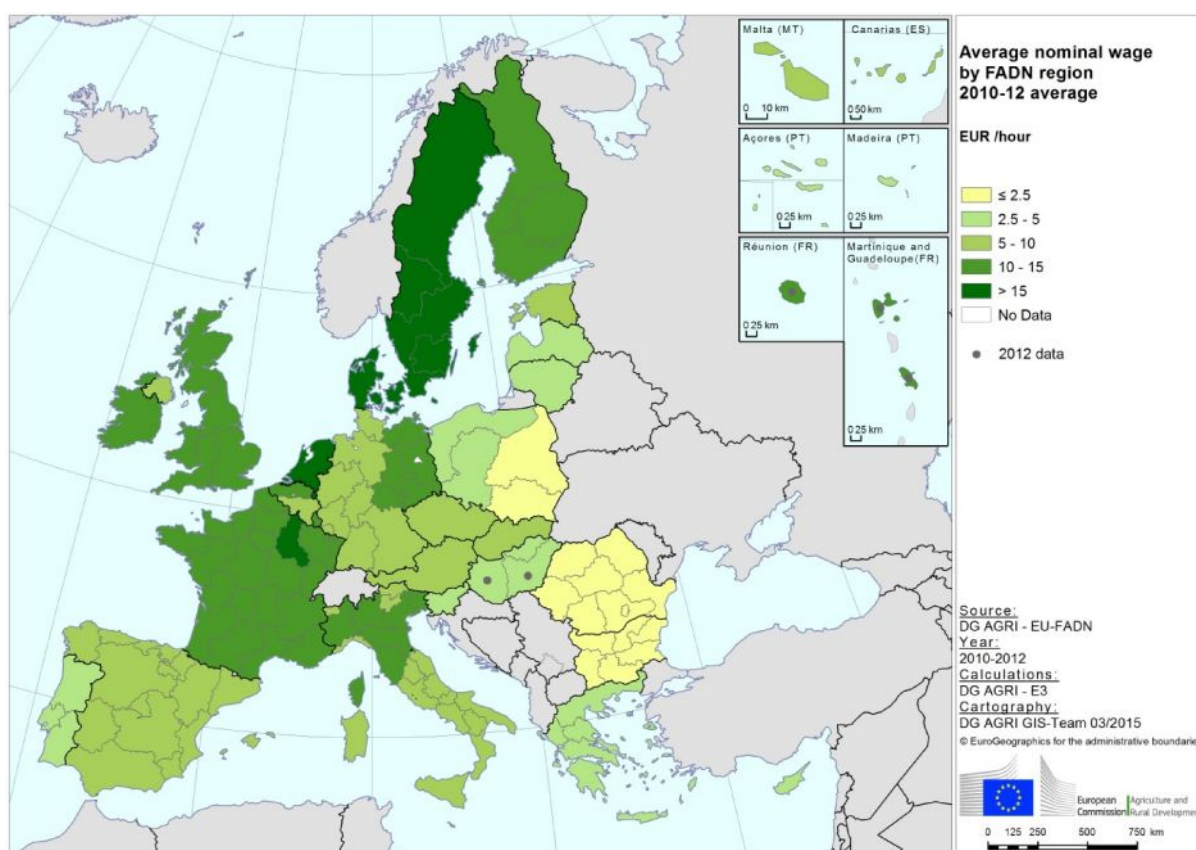 Malta (MT)
0 10 km
Canarias (ES)
0 50 km
Açores (PT)
0 25 km
Madeira (PT)
0 25 km
Réunion (FR)
0 25 km
Martinique and
Guadeloupe(FR)
0 25 km
Average nominal wage
by FADN region
2010-12 average
EUR /hour
≤ 2.5
2.5 - 5
5 - 10
10 - 15
> 15
No Data
2012 data
Source:
DG AGRI - EU-FADN
Year:
2010-2012
Calculations:
DG AGRI - E3
Cartography:
DG AGRI GIS-Team 03/2015
© EuroGeographics for the administrative boundarie
European
Commission
Agriculture and
Rural Developmen
0 125 250 500 750 km